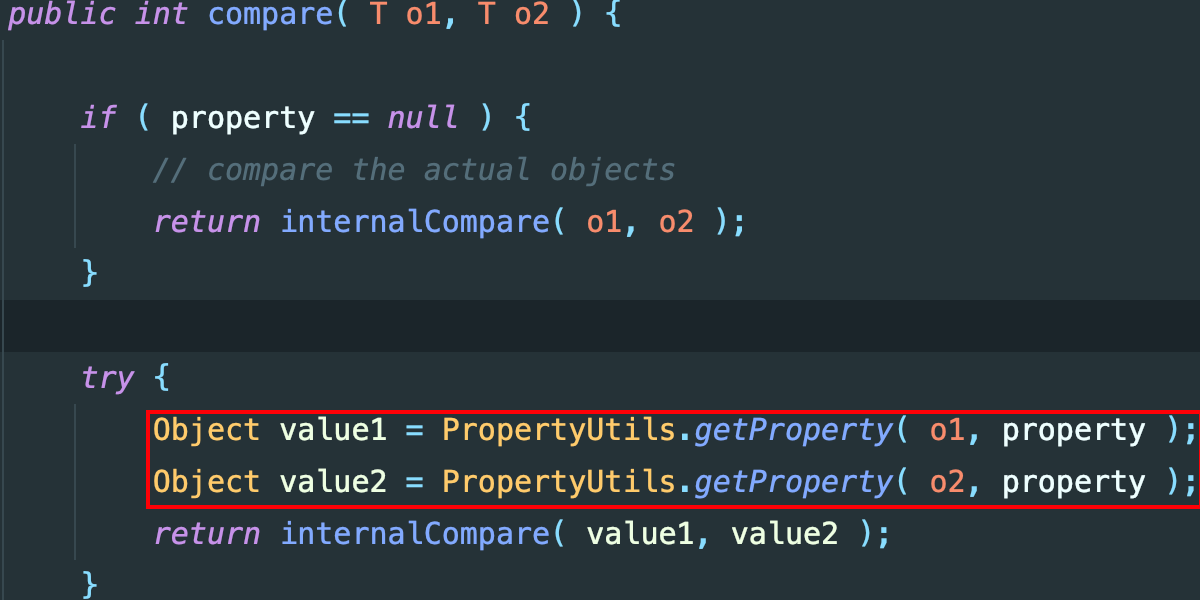 public int compare( T o1, T o2 ) {
if ( property == null ) {
// compare the actual objects
return internalCompare( o1, o2 );
}
try {
Object value1 = PropertyUtils.getProperty( o1, property );
Object value2 = PropertyUtils.getProperty( o2, property );
return internalCompare( value1, value2 );
}